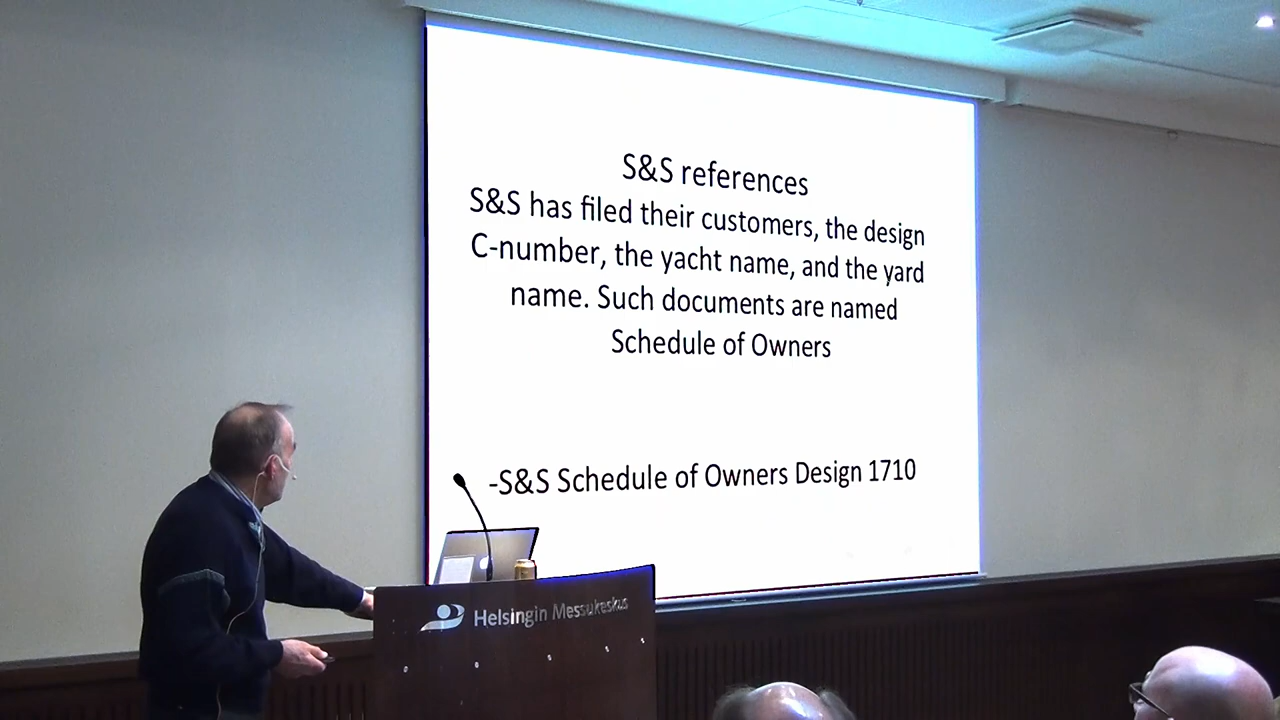 S&S references
S&S has filed their customers, the design
C-number, the yacht name, and the yard
name. Such documents are named
Schedule of Owners
-S&S Schedule of Owners Design 1710
Helsingin Messukeskus